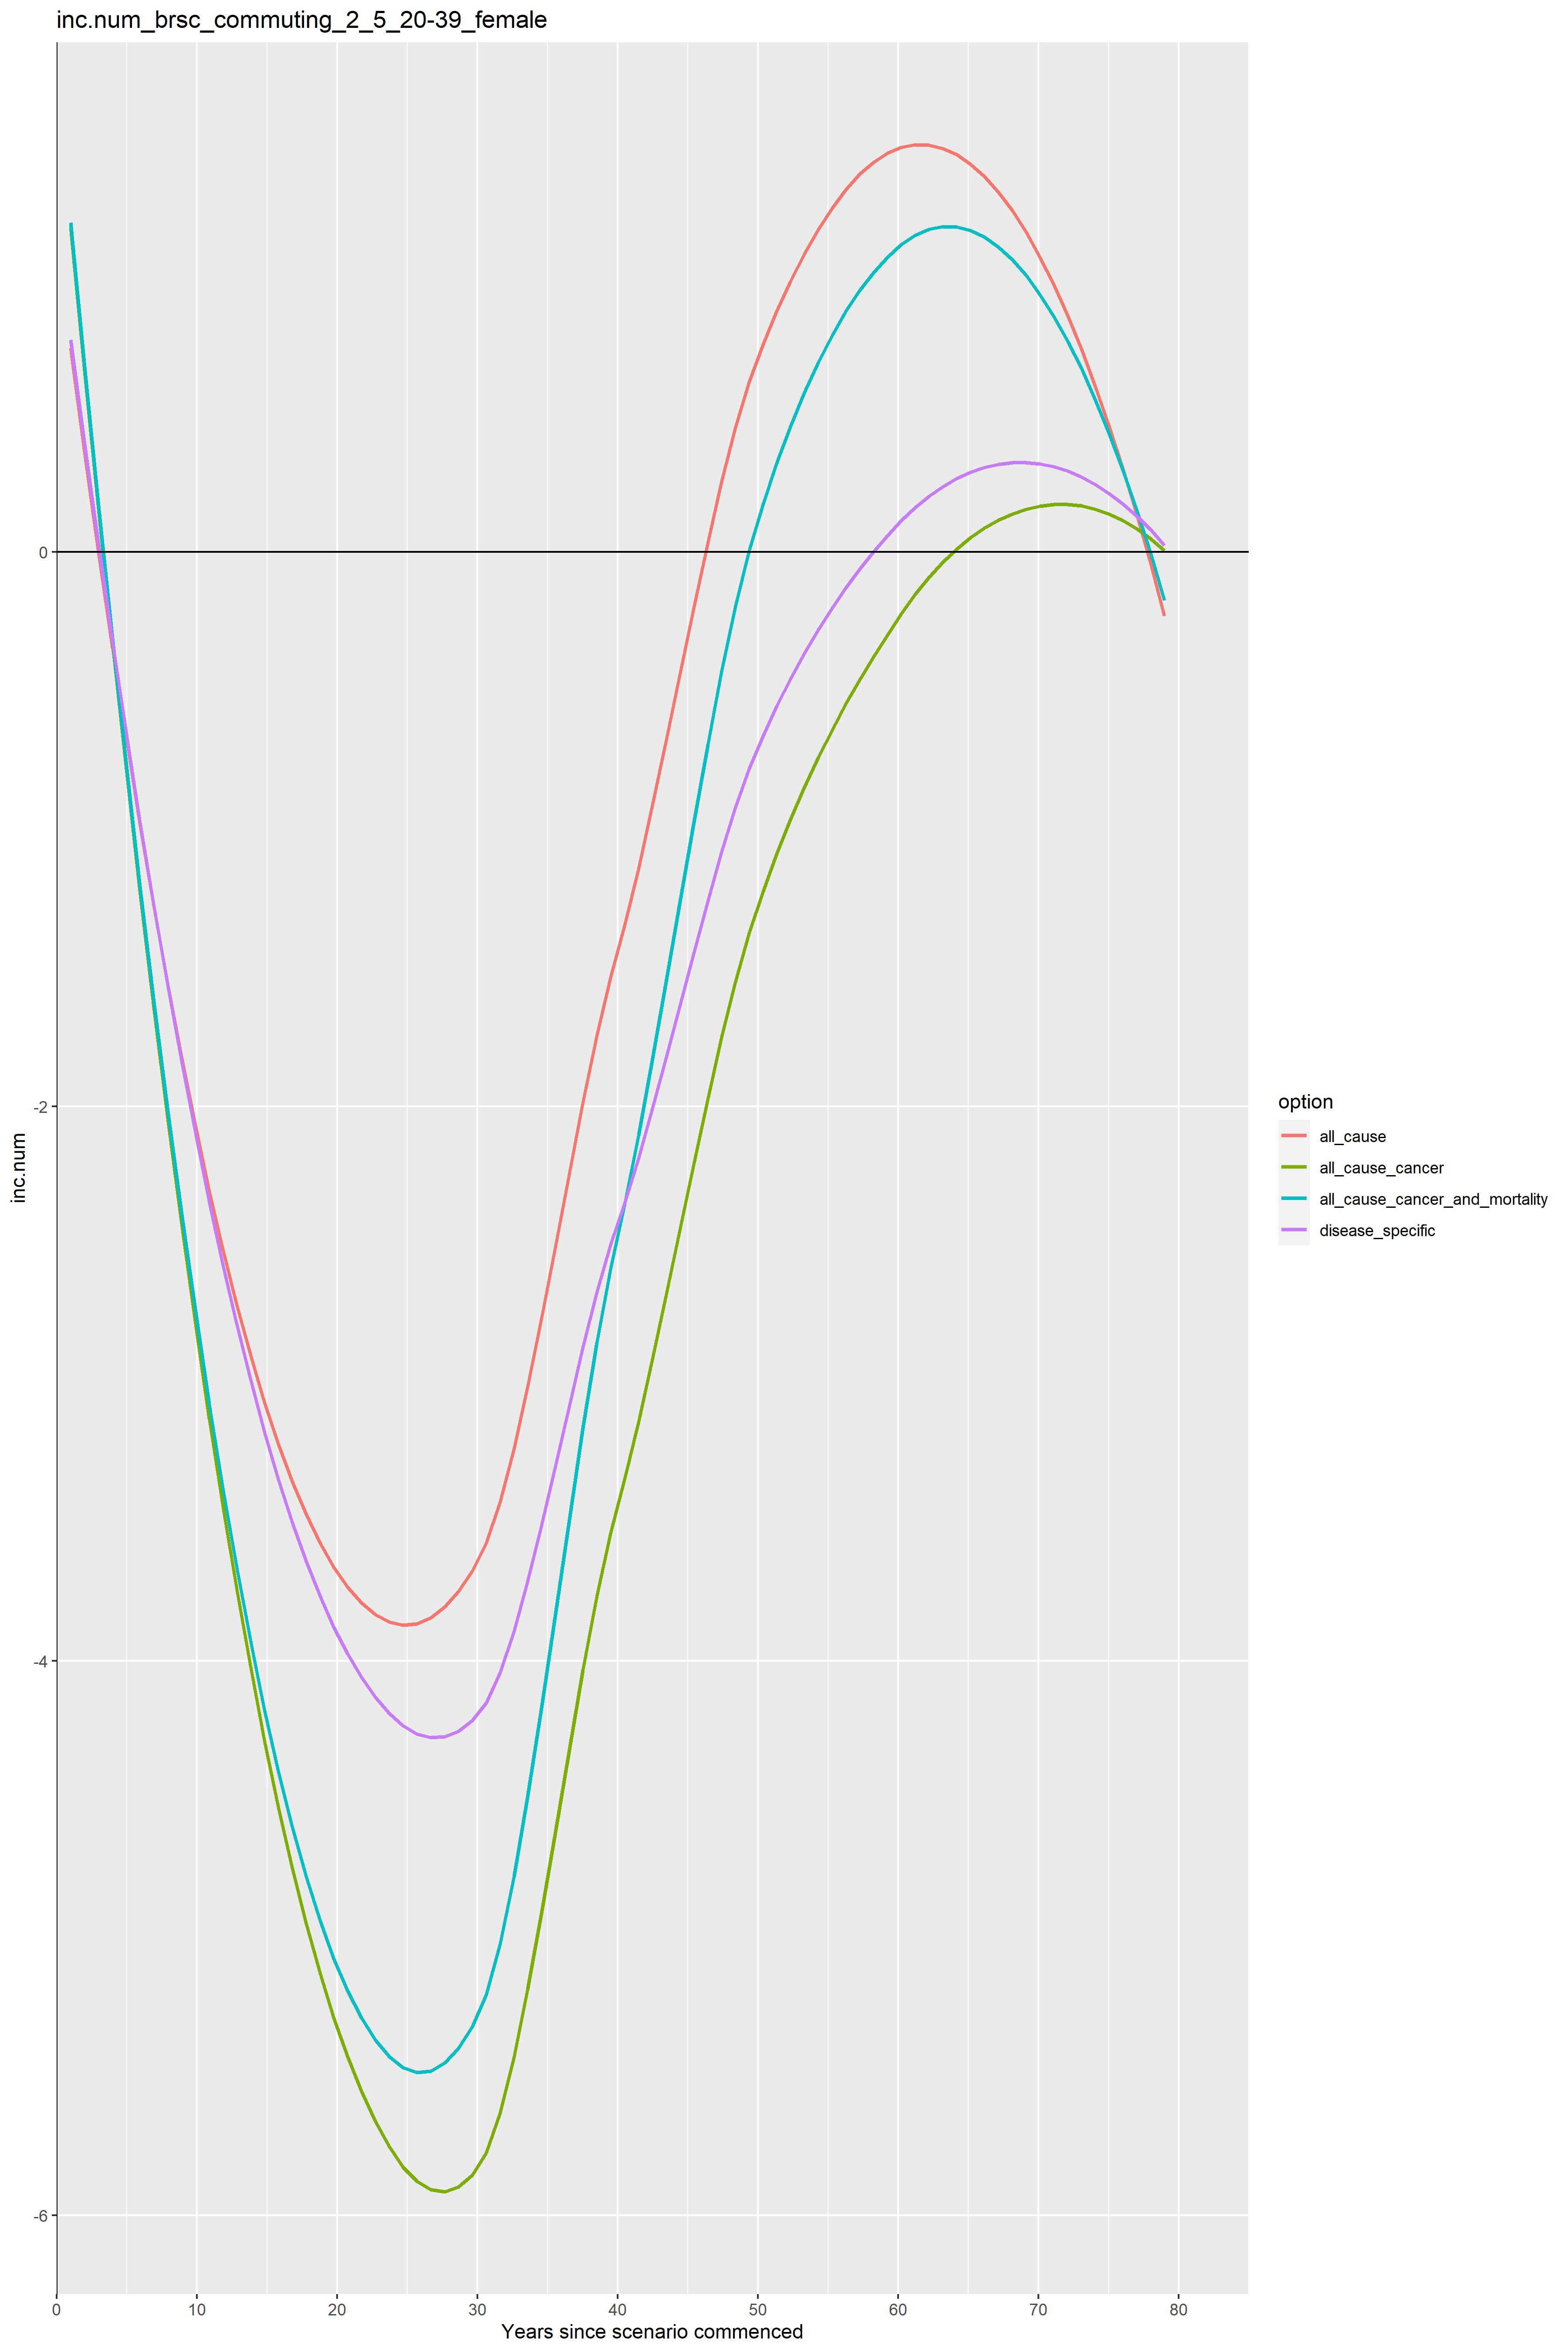 inc.num_brsc_commuting_2_5_20-39_female
0
-2
-4
-6
inc.num
0 10 20 30 40 50 60 70 80
Years since scenario commenced
option
all_cause
all_cause_cancer
all_cause_cancer_and_mortality
disease_specific